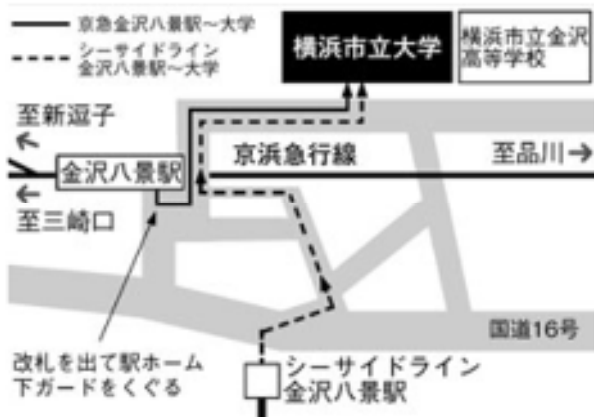 京急金沢八景駅～大学
シーサイドライン
金沢八景駅～大学
横浜市立大学
横浜市立金沢
高等学校
至新逗子
京浜急行線
至品川
金沢八景駅
至三崎口
国道16号
改札を出て駅ホーム
下ガードをくぐる
シーサイドライン
金沢八景駅